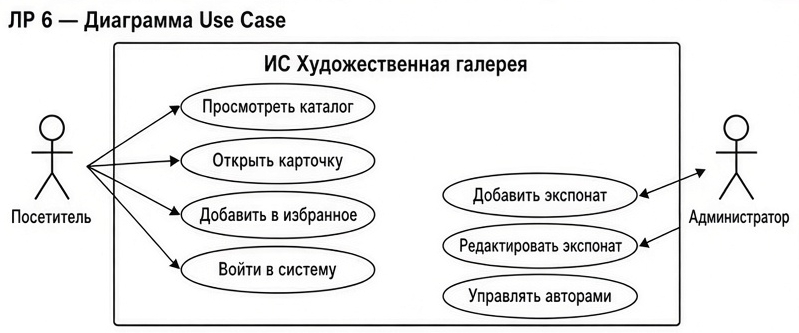 ЛР 6 — Диаграмма Use Case
ИС Художественная галерея
Просмотреть каталог
Открыть карточку
Добавить в избранное
Войти в систему
Посетитель
Добавить экспонат
Редактировать экспонат
Управлять авторами
Администратор